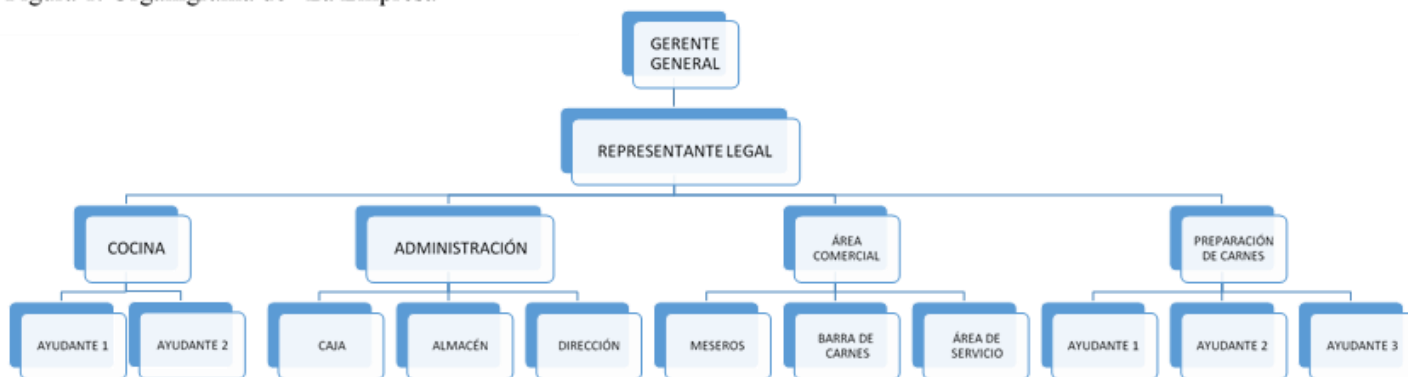 GERENTE
GENERAL
REPRESENTANTE LEGAL
COCINA
ADMINISTRACIÓN
ÁREA
COMERCIAL
PREPARACIÓN
DE CARNES
AYUDANTE 1
AYUDANTE 2
CAJA
ALMACÉN
DIRECCIÓN
MESEROS
BARRA DE
CARNES
ÁREA DE
SERVICIO
AYUDANTE 1
AYUDANTE 2
AYUDANTE 3